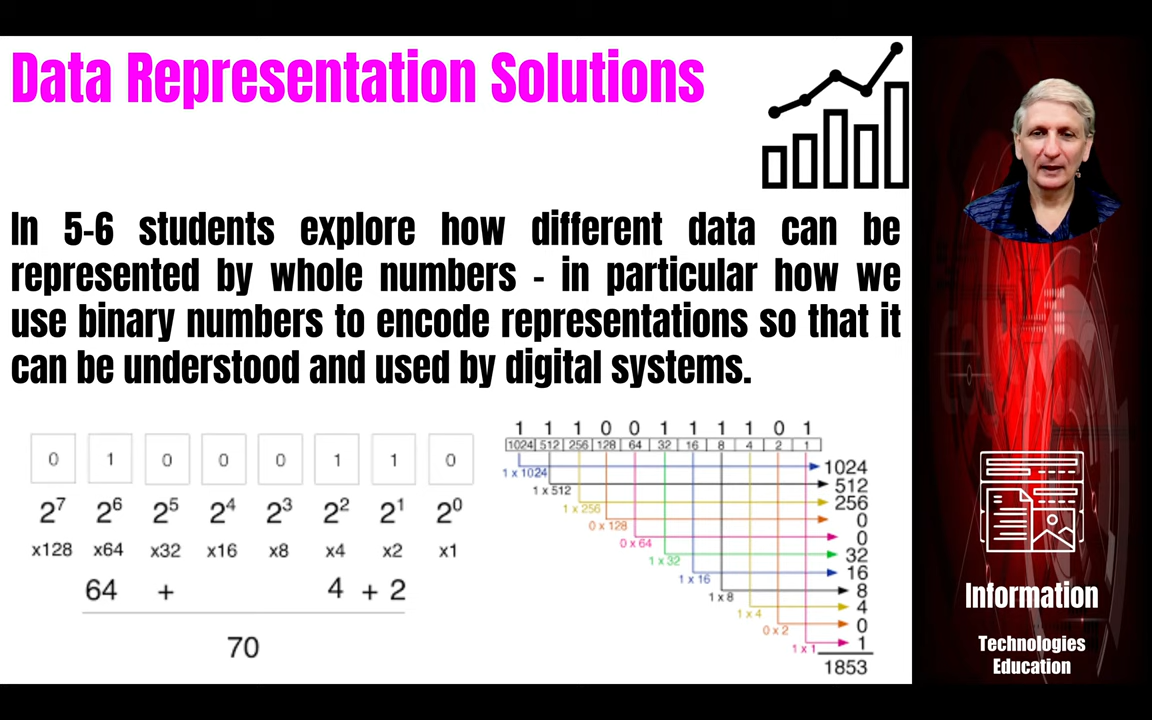 Data Representation Solutions
In 5-6 students explore how different data can be
represented by whole numbers - in particular how we
use binary numbers to encode representations so that it
can be understood and used by digital systems.
0 1 0 0 0 1 1 0
2⁷ 2⁶ 2⁵ 2⁴ 2³ 2² 2¹ 2⁰
x128 x64 x32 x16 x8 x4 x2 x1
64 + 4 + 2
70
1 1 1 0 0 1 1 1 1 0 1
1024 512 256 128 64 32 16 8 4 2 1
1 x 1024 1024
1 x 512 512
1 x 256 256
0 x 128 0
0 x 64 0
1 x 32 32
1 x 16 16
1 x 8 8
1 x 4 4
0 x 2 0
1 x 1 1
1853
Information
Technologies
Education